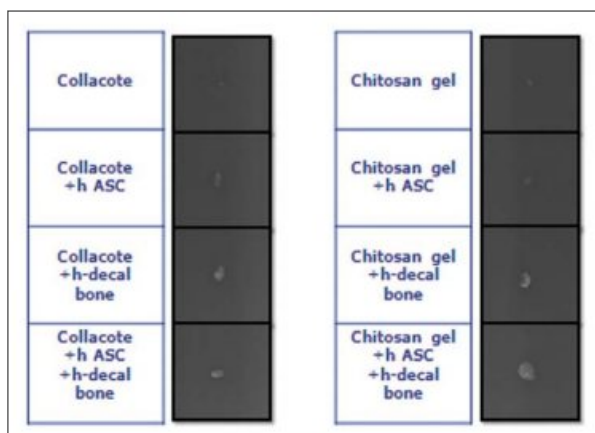 Collacote
Collacote
+h ASC
Collacote
+h-decal
bone
Collacote
+h ASC
+h-decal
bone
Chitosan gel
Chitosan gel
+h ASC
Chitosan gel
+h-decal
bone
Chitosan gel
+h ASC
+h-decal
bone